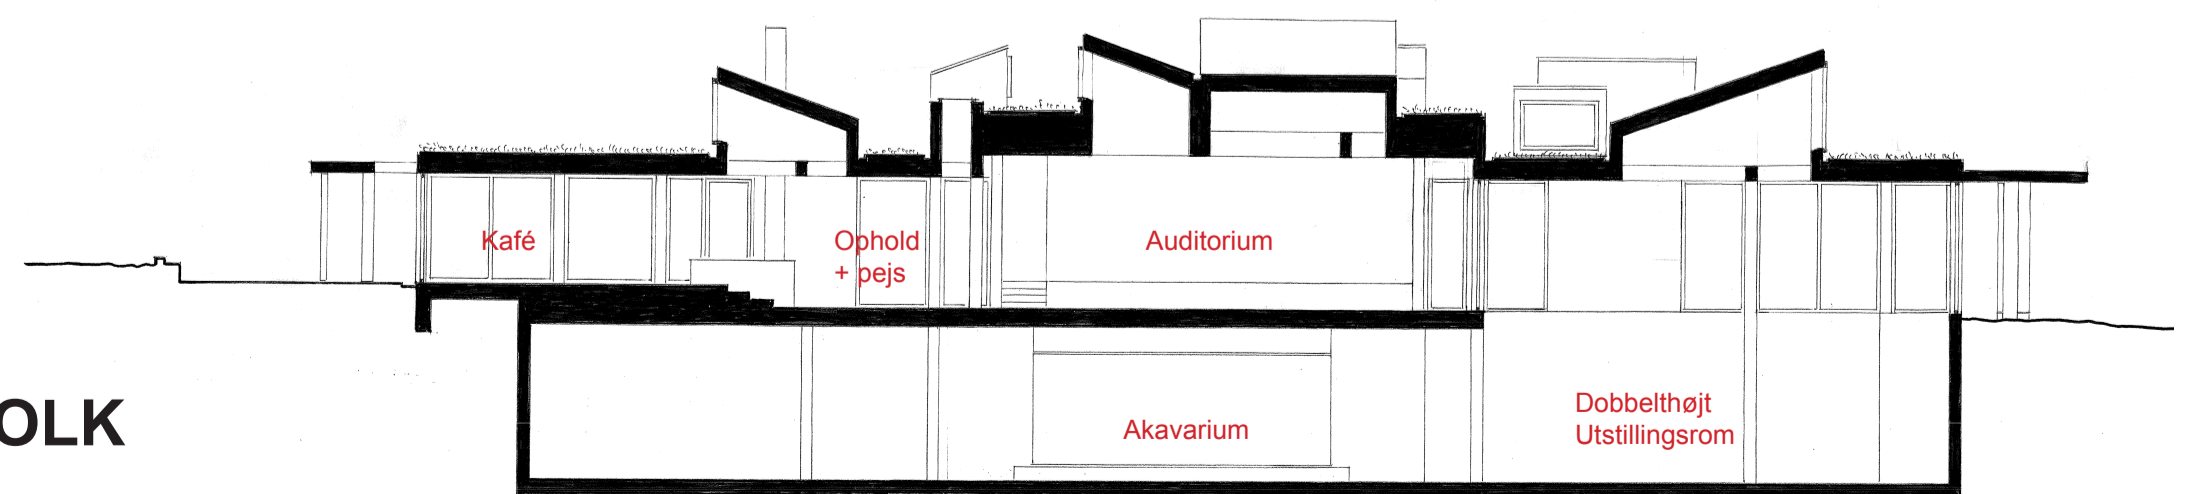 Kafé
Ophold
+ pejs
Auditorium
OLK
Akavarium
Dobbelthøjt
Utstillingsrom